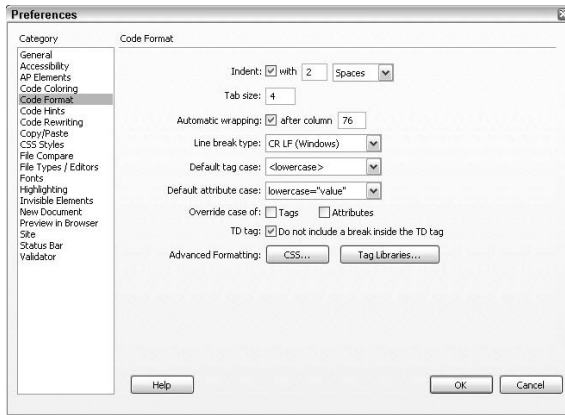 Preferences
Category
Code Format
General
Accessibility
AP Elements
Code Coloring
Code Format
Code Hints
Code Rewriting
Copy/Paste
CSS Styles
File Compare
File Types / Editors
Fonts
Highlighting
Invisible Elements
New Document
Preview in Browser
Site
Status Bar
Validator
Indent: with 2 Spaces
Tab size: 4
Automatic wrapping: after column 76
Line break type: CR LF (Windows)
Default tag case: <lowercase>
Default attribute case: lowercase="value"
Override case of: Tags Attributes
TD tag: Do not include a break inside the TD tag
Advanced Formatting: CSS... Tag Libraries...
Help OK Cancel